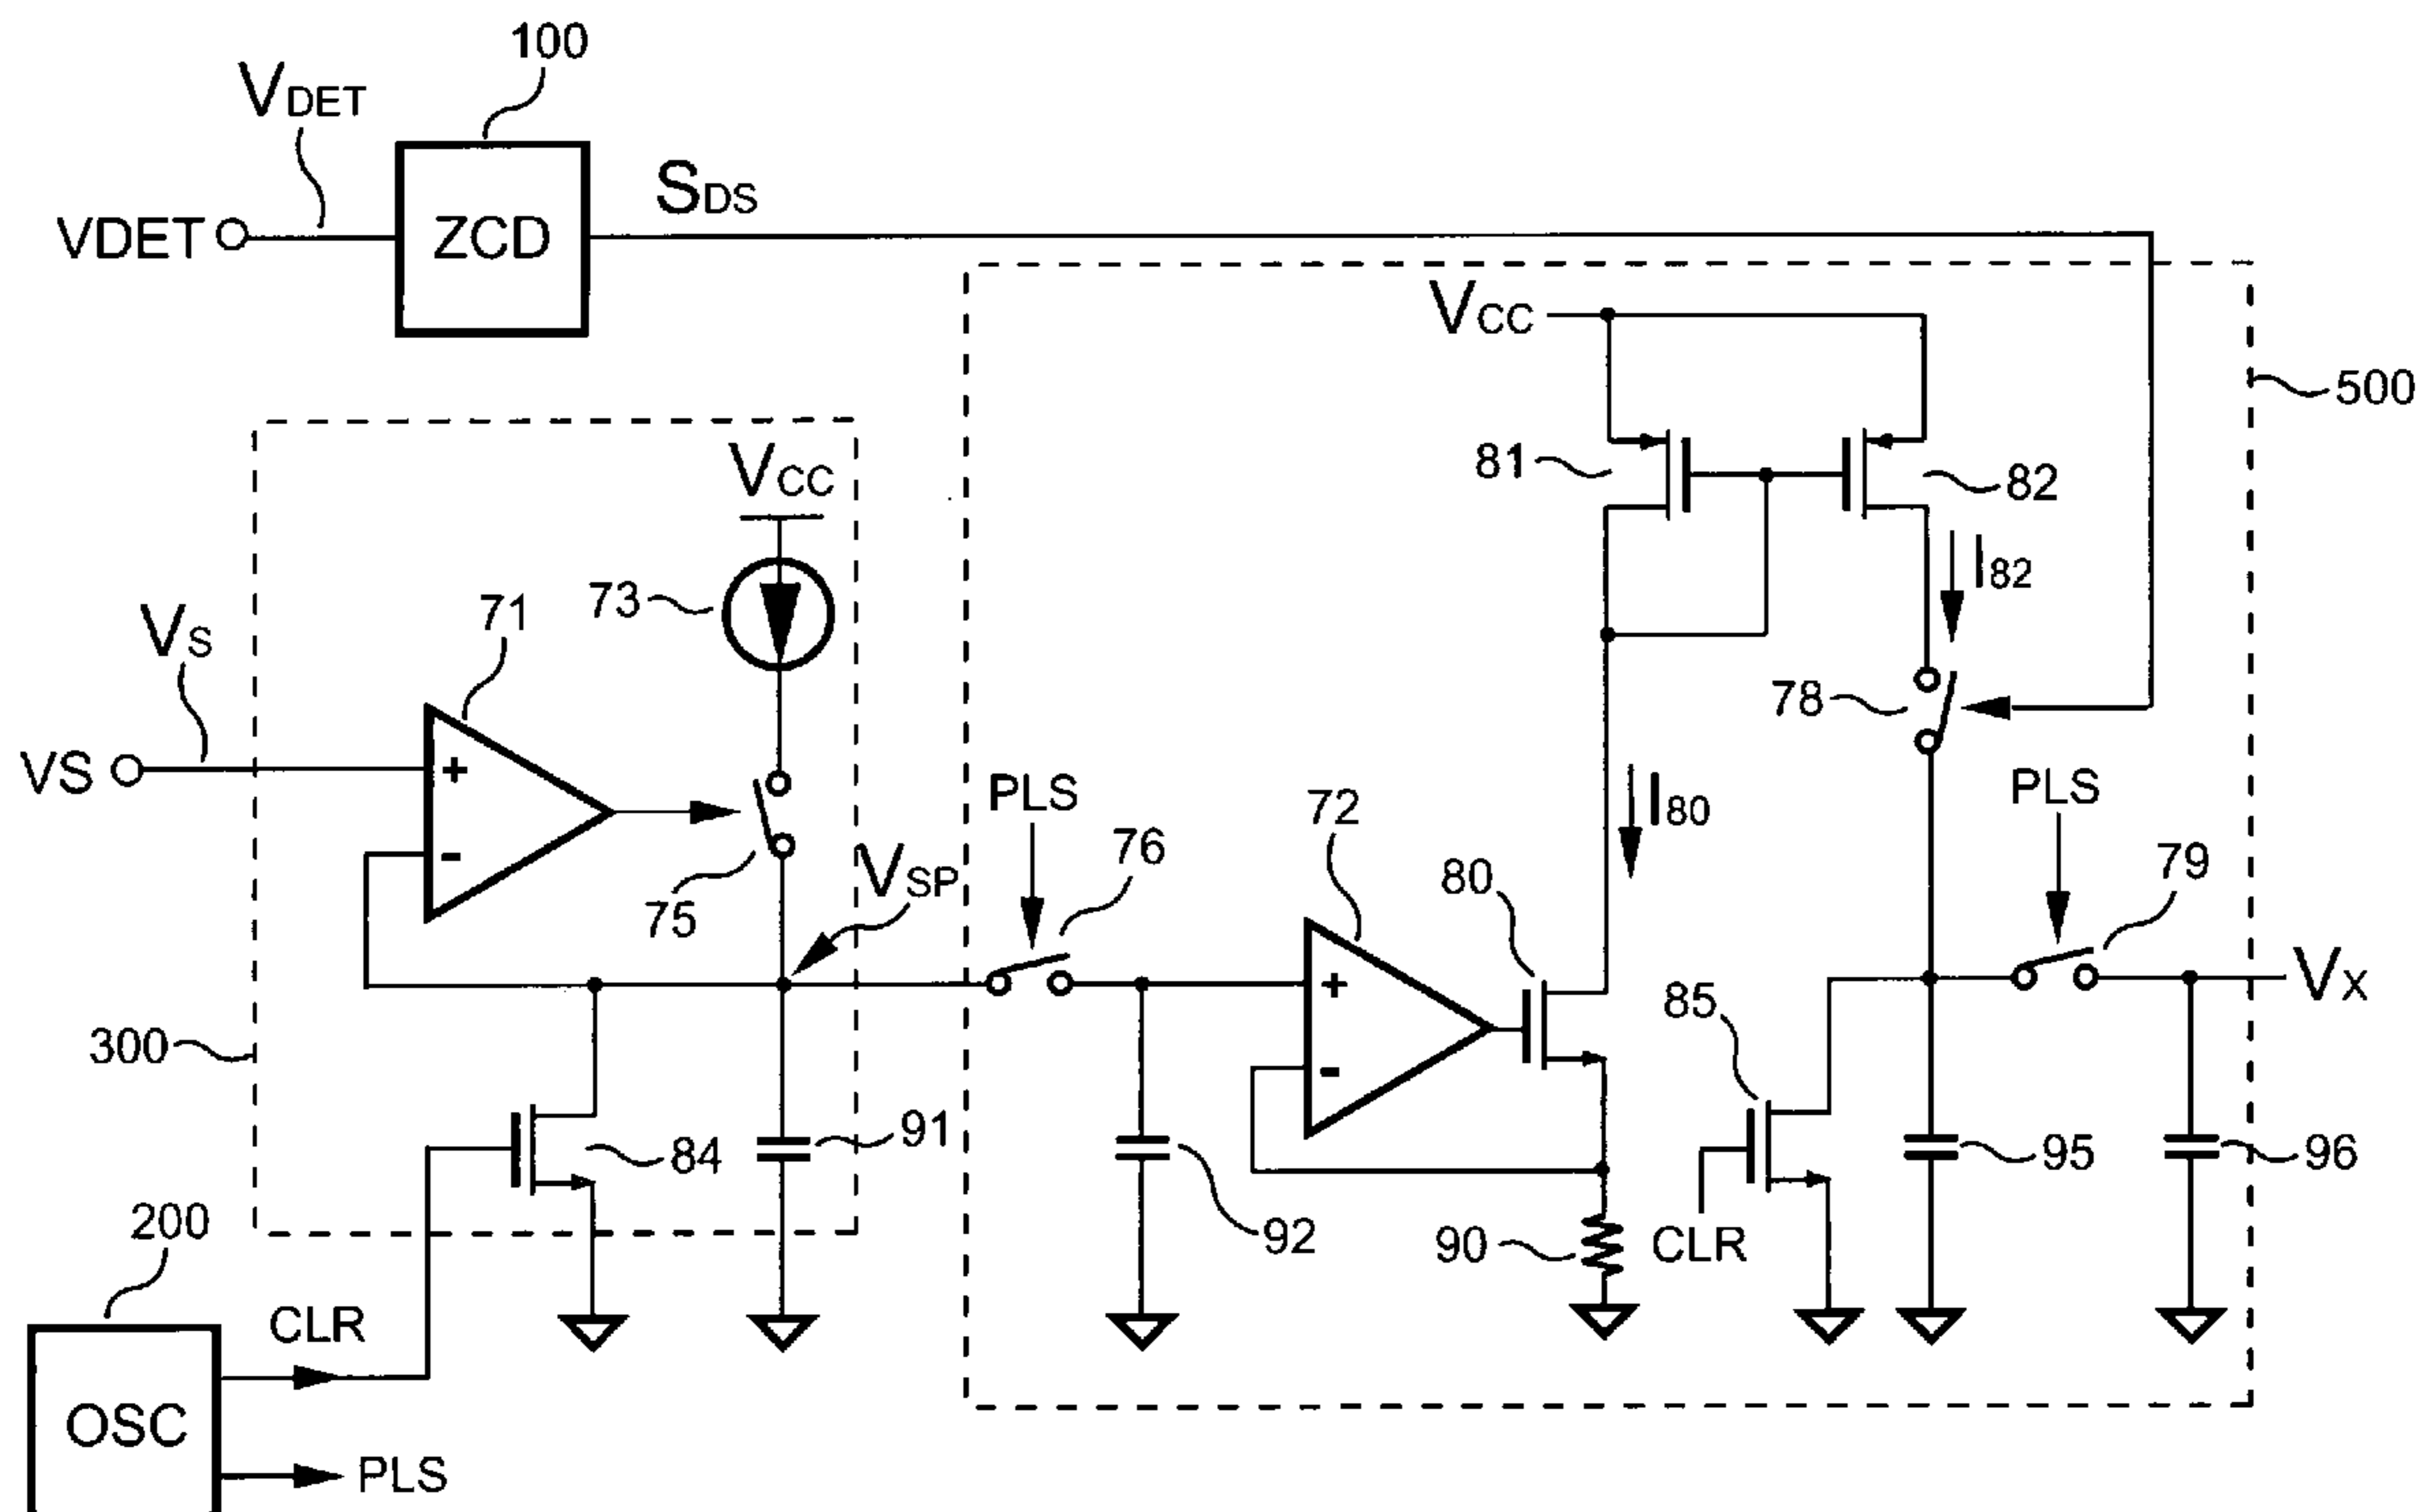 100
VDET
VDET
ZCD
SDS
VCC
500
81
82
I82
VCC
73
71
VS
VS
78
PLS
79
PLS
76
72
I80
80
75
VSP
VX
85
300
84
91
92
90
CLR
95
96
200
CLR
OSC
PLS
+
-
+
-